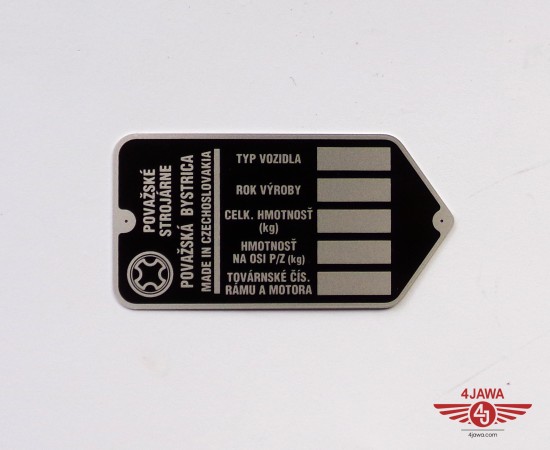 POVAŽSKÉ
STROJÁRNE
POVAŽSKÁ BYSTRICA
MADE IN CZECHOSLOVAKIA
TYP VOZIDLA
ROK VÝROBY
CELK. HMOTNOSŤ
(kg)
HMOTNOSŤ
NA OSI P/Z (kg)
TOVÁRNSKÉ ČÍS.
RÁMU A MOTORA
4JAWA
4J
4jawa.com